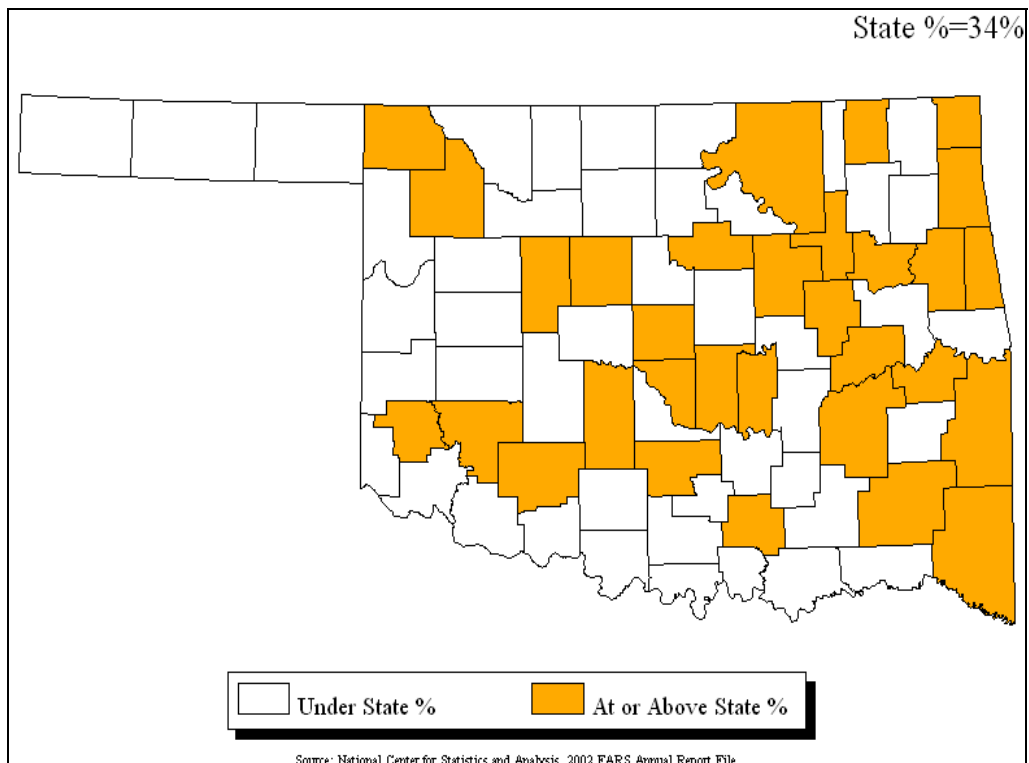 State %=34%
Under State %
At or Above State %
Source: National Center for Statistics and Analysis, 2002 FARS Annual Report File